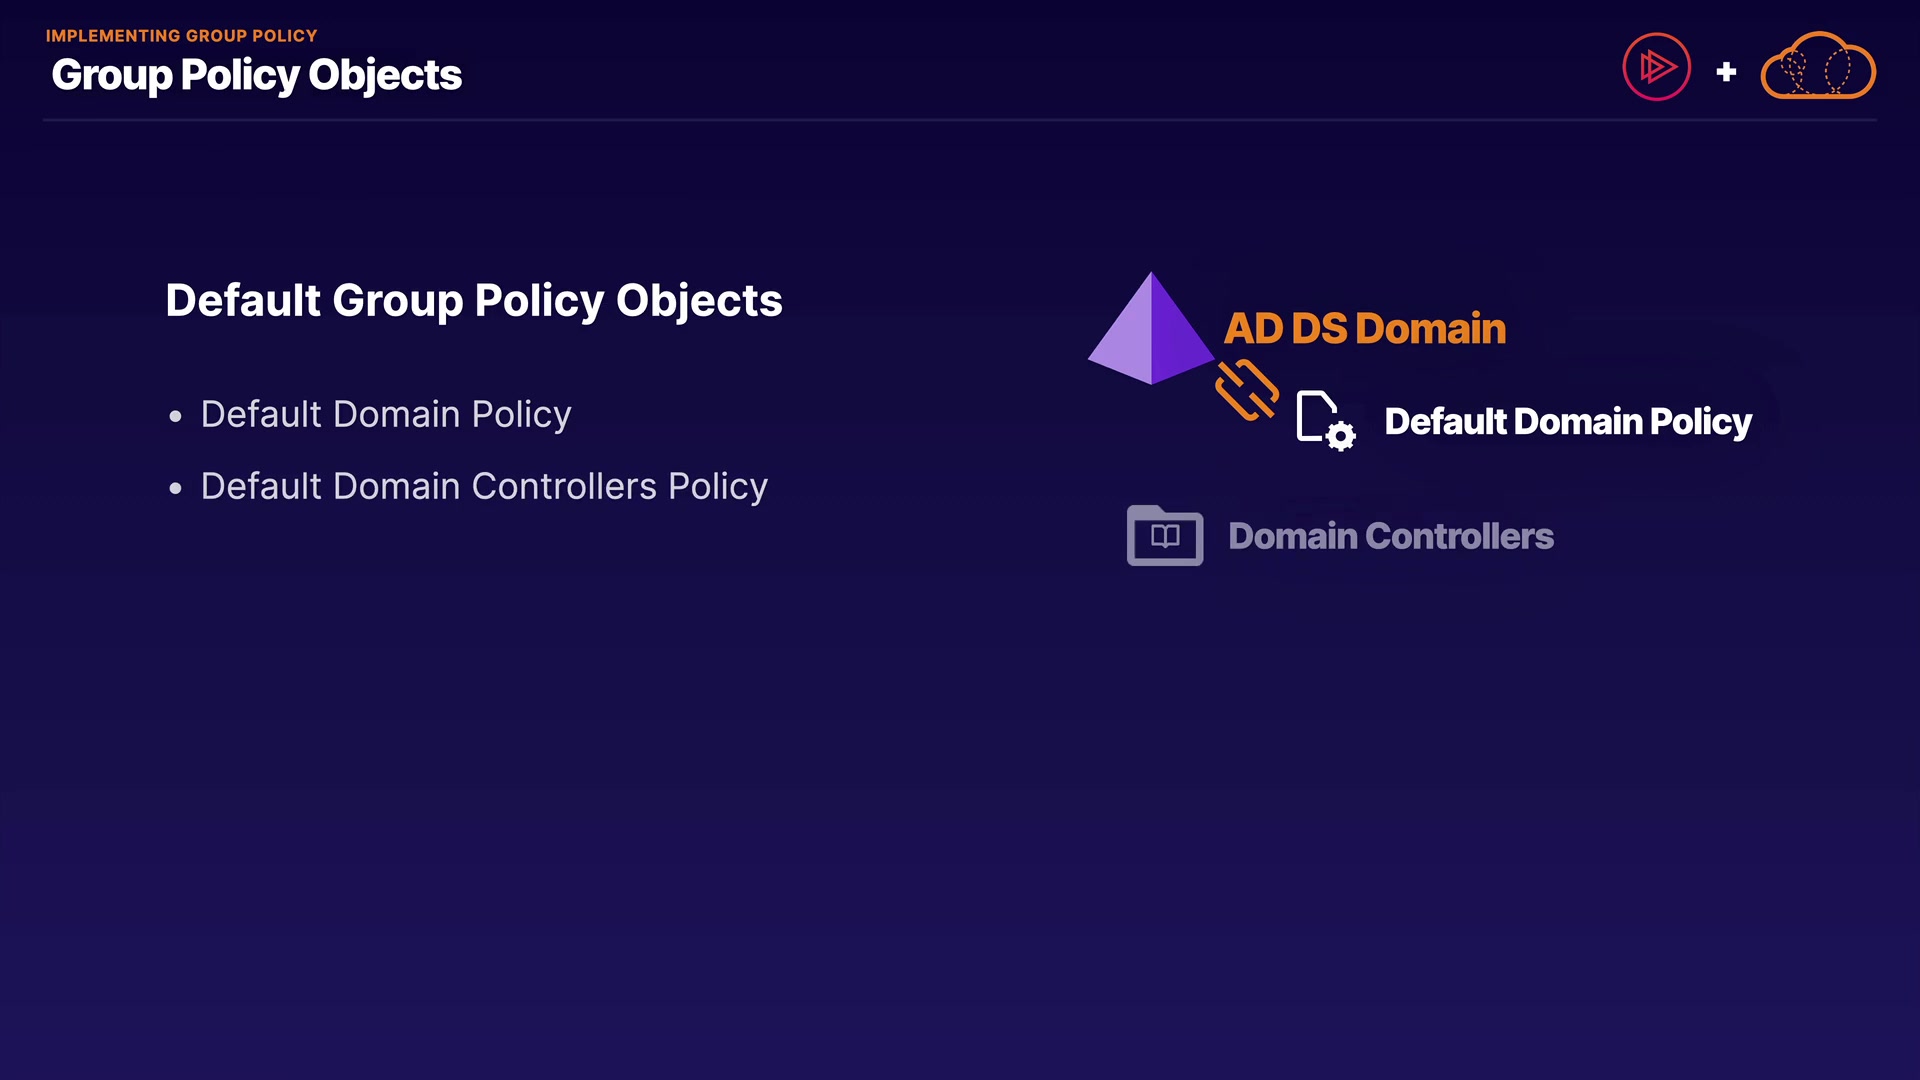 IMPLEMENTING GROUP POLICY
Group Policy Objects
+
Default Group Policy Objects
• Default Domain Policy
• Default Domain Controllers Policy
AD DS Domain
Default Domain Policy
Domain Controllers